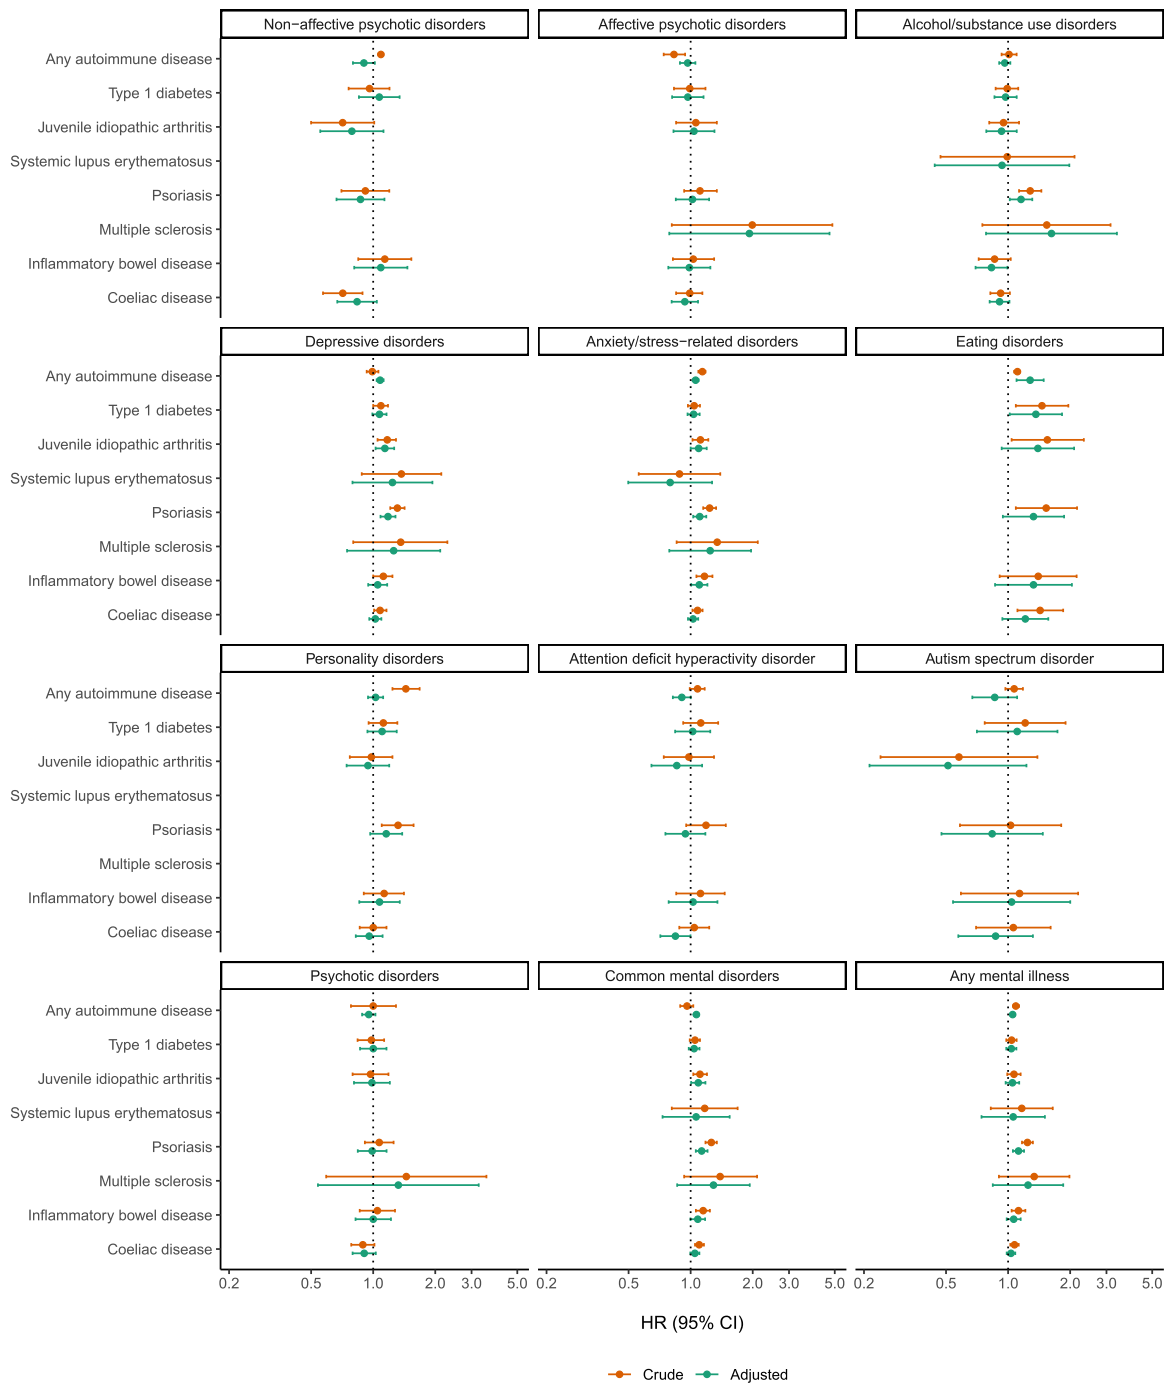 Non−affective psychotic disorders
Affective psychotic disorders
Alcohol/substance use disorders
Any autoimmune disease
Type 1 diabetes
Juvenile idiopathic arthritis
Systemic lupus erythematosus
Psoriasis
Multiple sclerosis
Inflammatory bowel disease
Coeliac disease
Depressive disorders
Anxiety/stress−related disorders
Eating disorders
Any autoimmune disease
Type 1 diabetes
Juvenile idiopathic arthritis
Systemic lupus erythematosus
Psoriasis
Multiple sclerosis
Inflammatory bowel disease
Coeliac disease
Personality disorders
Attention deficit hyperactivity disorder
Autism spectrum disorder
Any autoimmune disease
Type 1 diabetes
Juvenile idiopathic arthritis
Systemic lupus erythematosus
Psoriasis
Multiple sclerosis
Inflammatory bowel disease
Coeliac disease
Psychotic disorders
Common mental disorders
Any mental illness
Any autoimmune disease
Type 1 diabetes
Juvenile idiopathic arthritis
Systemic lupus erythematosus
Psoriasis
Multiple sclerosis
Inflammatory bowel disease
Coeliac disease
0.2 0.5 1.0 2.0 3.0 5.0
0.2 0.5 1.0 2.0 3.0 5.0
0.2 0.5 1.0 2.0 3.0 5.0
HR (95% CI)
Crude Adjusted